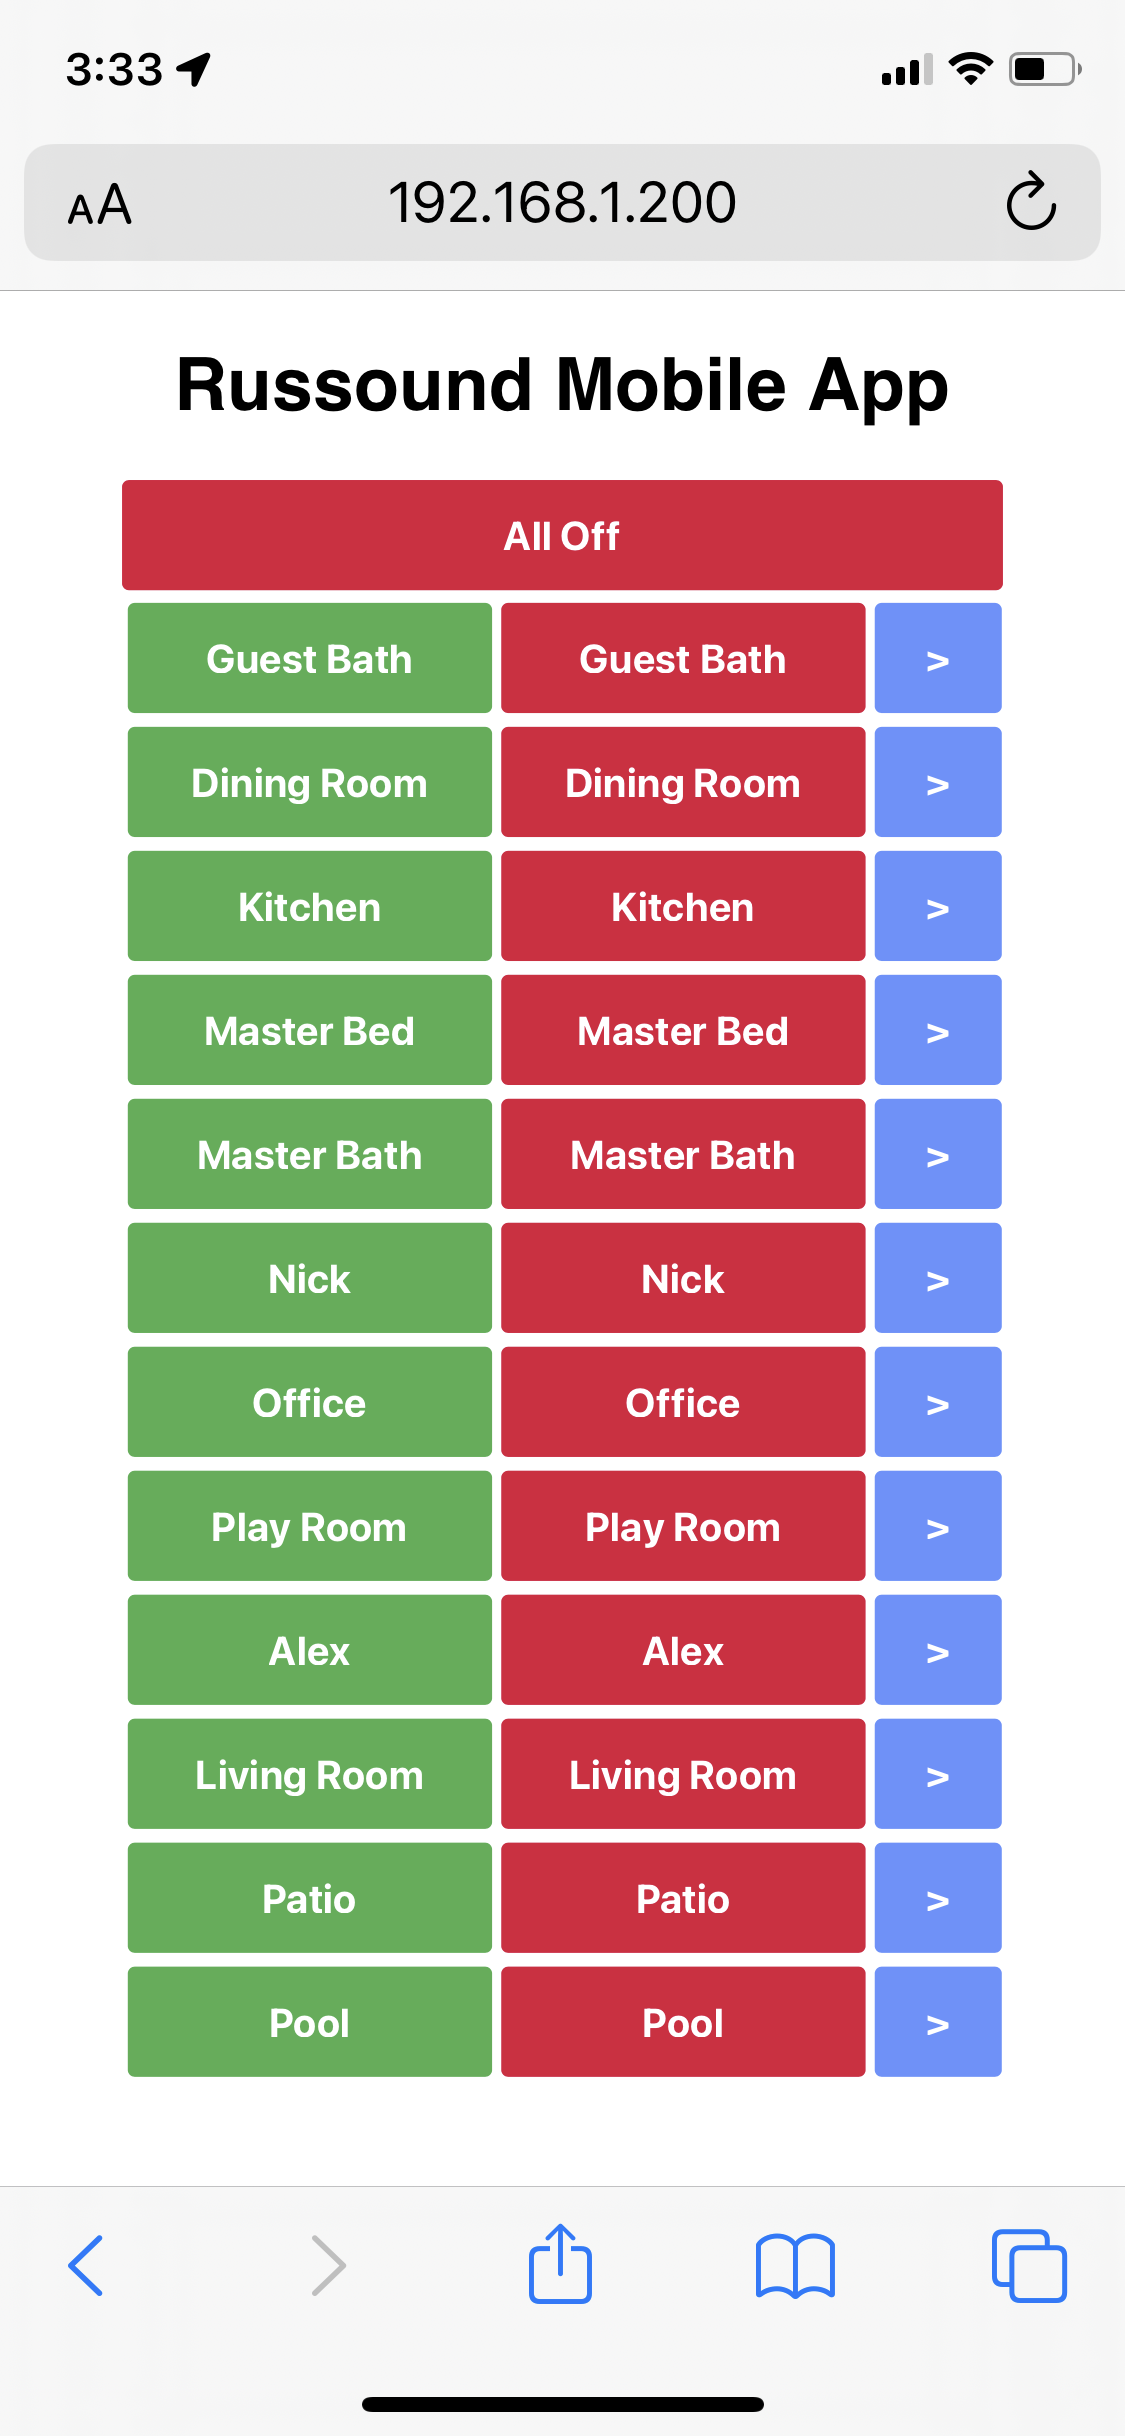 3:33
AA 192.168.1.200
Russound Mobile App
All Off
Guest Bath Guest Bath >
Dining Room Dining Room >
Kitchen Kitchen >
Master Bed Master Bed >
Master Bath Master Bath >
Nick Nick >
Office Office >
Play Room Play Room >
Alex Alex >
Living Room Living Room >
Patio Patio >
Pool Pool >